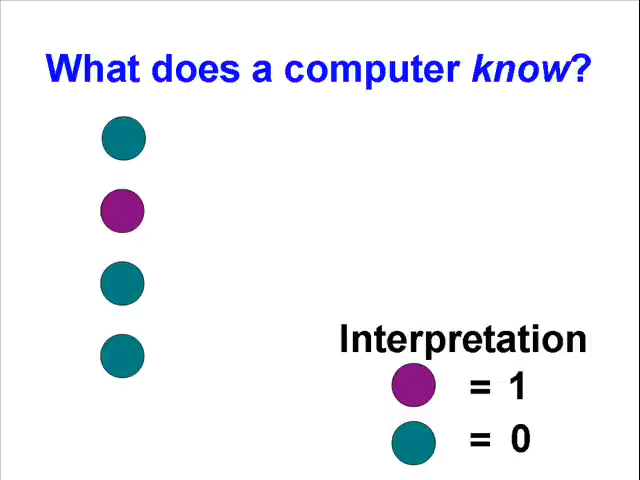 What does a computer know?
Interpretation
= 1
= 0